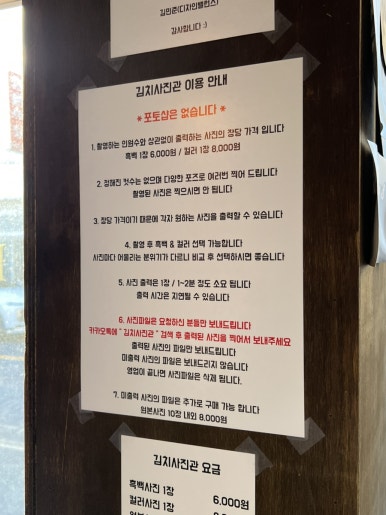 김민준(디자인밸런스)
감사합니다 :)
김치사진관 이용 안내
* 포토샵은 없습니다 *
1. 촬영하는 인원수와 상관없이 출력하는 사진의 장당 가격 입니다
흑백 1장 6,000원 / 컬러 1장 8,000원
2. 정해진 컷수는 없으며 다양한 포즈로 여러번 찍어 드립니다
촬영된 사진은 찍으시면 안 됩니다
3. 장당 가격이기 때문에 각자 원하는 사진을 출력할 수 있습니다
4. 촬영 후 흑백 & 컬러 선택 가능합니다
사진마다 어울리는 분위기가 다르니 비교 후 선택하시면 좋습니다
5. 사진 출력은 1장 / 1~2분 정도 소요 됩니다
출력 시간은 지연될 수 있습니다
6. 사진파일은 요청하신 분들만 보내드립니다
카카오톡에 " 김치사진관" 검색 후 출력된 사진을 찍어서 보내주세요
출력된 사진의 파일만 보내드립니다
미출력 사진의 파일은 보내드리지 않습니다
영업이 끝나면 사진파일은 삭제 됩니다.
7. 미출력 사진의 파일은 추가로 구매 가능 합니다
원본사진 10장 내외 8,000원
김치사진관 요금
흑백사진 1장 6,000원
컬러사진 1장